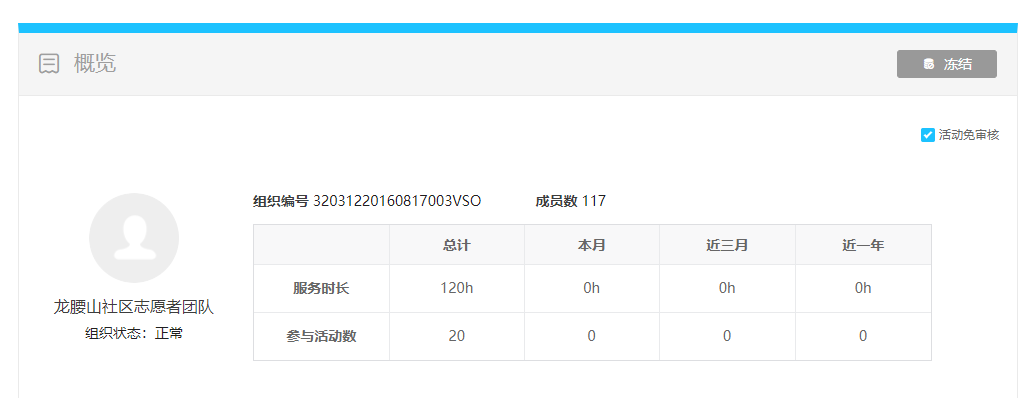 概览
冻结
活动免审核
组织编号 32031220160817003VSO 成员数 117
总计 本月 近三月 近一年
服务时长 120h 0h 0h 0h
参与活动数 20 0 0 0
龙腰山社区志愿者团队
组织状态：正常